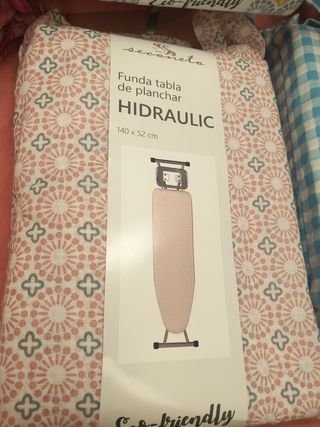 Eco-friendly
secaneta
Funda tabla
de planchar
HIDRAULIC
140 x 52 cm
Eco-friendly